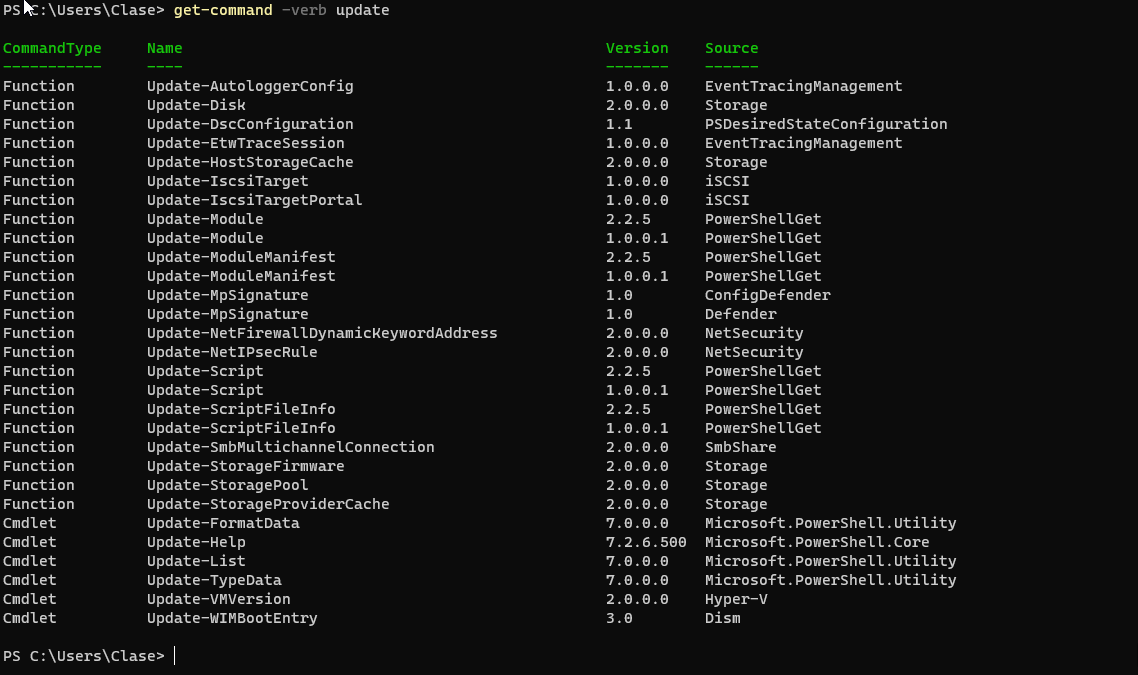 PS C:\Users\Clase> get-command -verb update
CommandType     Name                                               Version    Source
-----------     ----                                               -------    ------
Function        Update-AutologgerConfig                            1.0.0.0    EventTracingManagement
Function        Update-Disk                                        2.0.0.0    Storage
Function        Update-DscConfiguration                            1.1        PSDesiredStateConfiguration
Function        Update-EtwTraceSession                             1.0.0.0    EventTracingManagement
Function        Update-HostStorageCache                            2.0.0.0    Storage
Function        Update-IscsiTarget                                 1.0.0.0    iSCSI
Function        Update-IscsiTargetPortal                           1.0.0.0    iSCSI
Function        Update-Module                                      2.2.5      PowerShellGet
Function        Update-Module                                      1.0.0.1    PowerShellGet
Function        Update-ModuleManifest                              2.2.5      PowerShellGet
Function        Update-ModuleManifest                              1.0.0.1    PowerShellGet
Function        Update-MpSignature                                 1.0        ConfigDefender
Function        Update-MpSignature                                 1.0        Defender
Function        Update-NetFirewallDynamicKeywordAddress            2.0.0.0    NetSecurity
Function        Update-NetIPsecRule                                2.0.0.0    NetSecurity
Function        Update-Script                                      2.2.5      PowerShellGet
Function        Update-Script                                      1.0.0.1    PowerShellGet
Function        Update-ScriptFileInfo                              2.2.5      PowerShellGet
Function        Update-ScriptFileInfo                              1.0.0.1    PowerShellGet
Function        Update-SmbMultichannelConnection                   2.0.0.0    SmbShare
Function        Update-StorageFirmware                             2.0.0.0    Storage
Function        Update-StoragePool                                 2.0.0.0    Storage
Function        Update-StorageProviderCache                        2.0.0.0    Storage
Cmdlet          Update-FormatData                                  7.0.0.0    Microsoft.PowerShell.Utility
Cmdlet          Update-Help                                        7.2.6.500  Microsoft.PowerShell.Core
Cmdlet          Update-List                                        7.0.0.0    Microsoft.PowerShell.Utility
Cmdlet          Update-TypeData                                    7.0.0.0    Microsoft.PowerShell.Utility
Cmdlet          Update-VMVersion                                   2.0.0.0    Hyper-V
Cmdlet          Update-WIMBootEntry                                3.0        Dism
PS C:\Users\Clase>